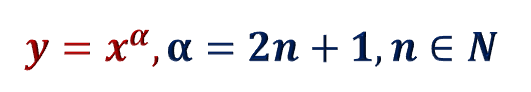 y = x^α, α = 2n + 1, n ∈ N